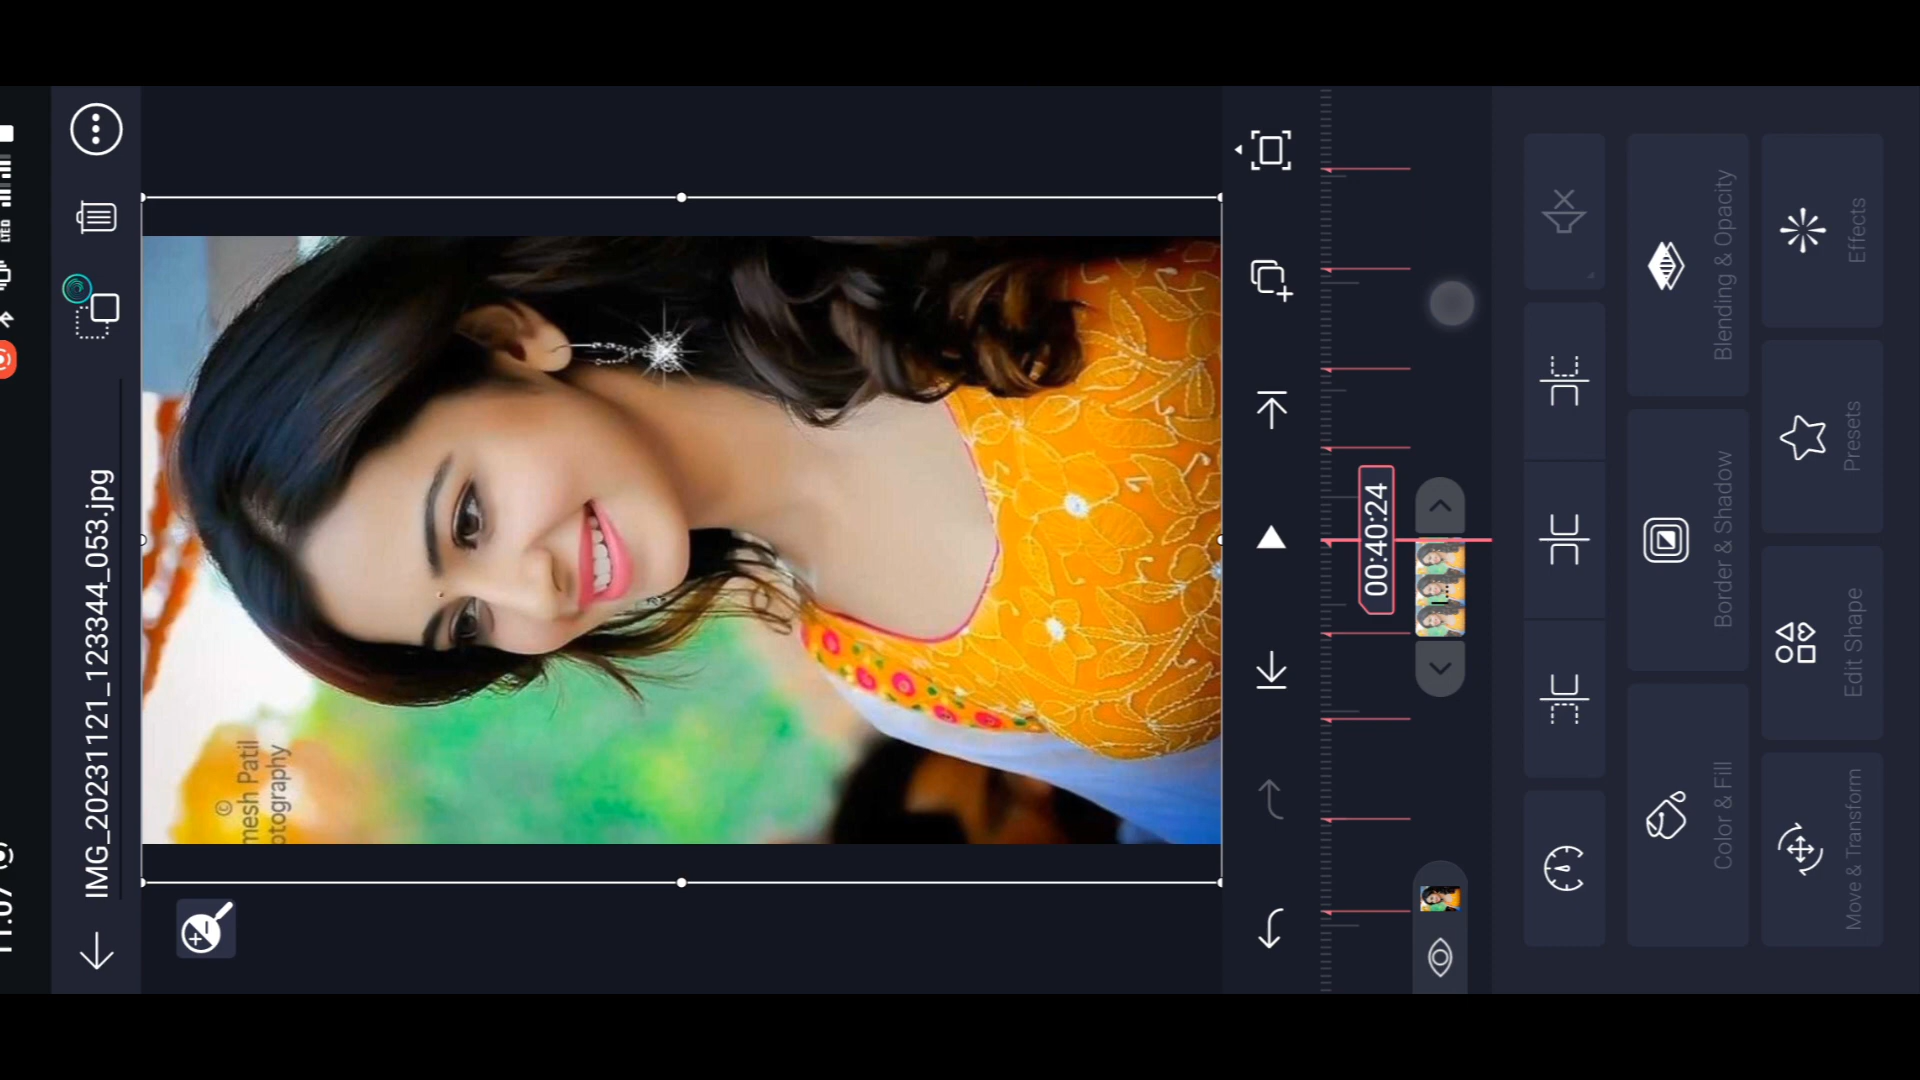 IMG_20231121_123344_053.jpg
©
mesh Patil
otography
00:40:24
Color & Fill
Border & Shadow
Blending & Opacity
Move & Transform
Edit Shape
Presets
Effects